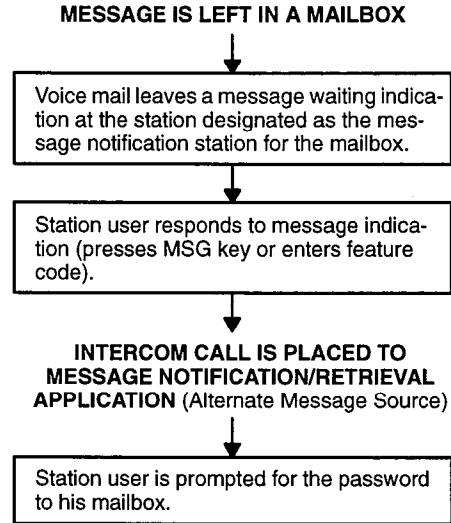 MESSAGE IS LEFT IN A MAILBOX
Voice mail leaves a message waiting indica-
tion at the station designated as the mes-
sage notification station for the mailbox.
Station user responds to message indica-
tion (presses MSG key or enters feature
code).
INTERCOM CALL IS PLACED TO
MESSAGE NOTIFICATION/RETRIEVAL
APPLICATION (Alternate Message Source)
Station user is prompted for the password
to his mailbox.